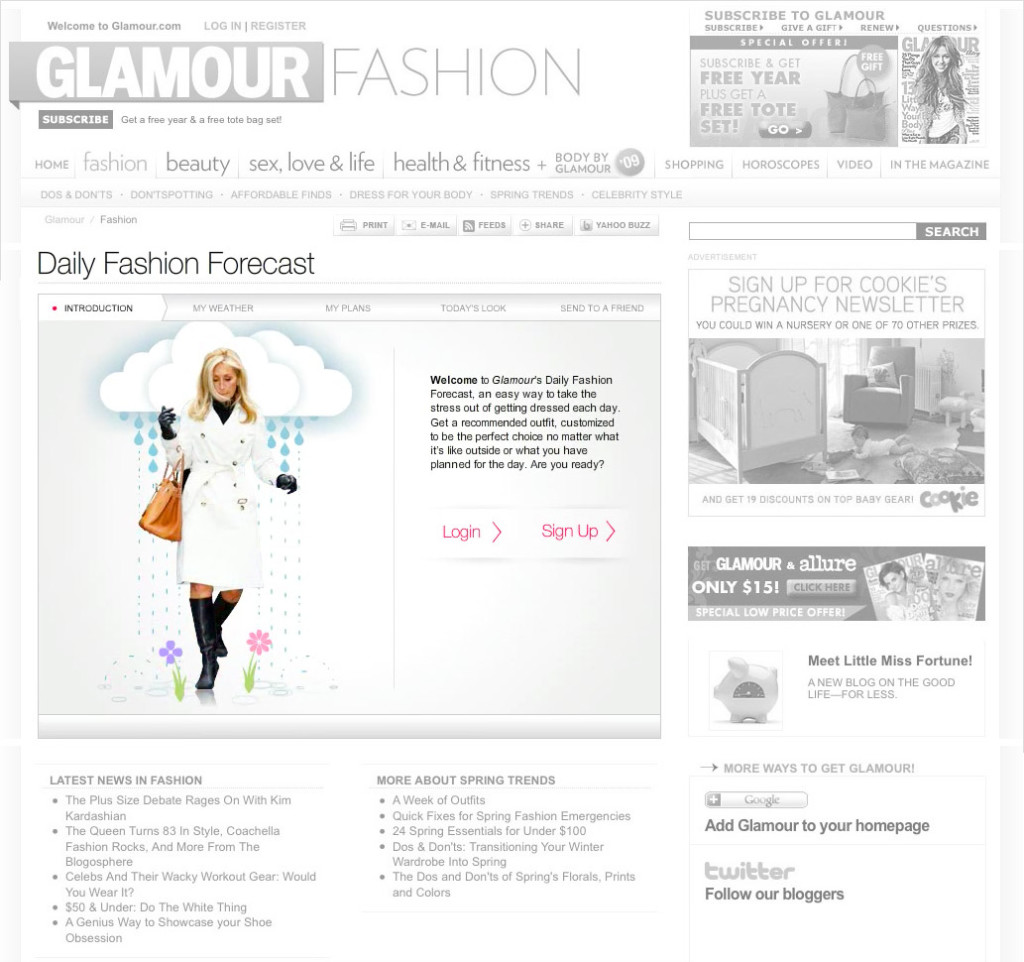 Welcome to Glamour.com LOG IN | REGISTER
GLAMOUR FASHION
SUBSCRIBE Get a free year & a free tote bag set!
SUBSCRIBE TO GLAMOUR
SUBSCRIBE GIVE A GIFT RENEW QUESTIONS
SPECIAL OFFER!
SUBSCRIBE & GET
FREE YEAR
PLUS GET A
FREE TOTE
SET! GO >
FREE
GIFT
GLAMOUR
HOME fashion beauty sex, love & life health & fitness + BODY BY GLAMOUR '09 SHOPPING HOROSCOPES VIDEO IN THE MAGAZINE
DOS & DON'TS · DON'TSPOTTING · AFFORDABLE FINDS · DRESS FOR YOUR BODY · SPRING TRENDS · CELEBRITY STYLE
Glamour / Fashion
PRINT E-MAIL FEEDS SHARE YAHOO BUZZ
SEARCH
Daily Fashion Forecast
INTRODUCTION MY WEATHER MY PLANS TODAY'S LOOK SEND TO A FRIEND
Welcome to Glamour's Daily Fashion
Forecast, an easy way to take the
stress out of getting dressed each day.
Get a recommended outfit, customized
to be the perfect choice no matter what
it's like outside or what you have
planned for the day. Are you ready?
Login Sign Up
ADVERTISEMENT
SIGN UP FOR COOKIE'S
PREGNANCY NEWSLETTER
YOU COULD WIN A NURSERY OR ONE OF 70 OTHER PRIZES.
AND GET 19 DISCOUNTS ON TOP BABY GEAR! cookie
GET GLAMOUR & allure
ONLY $15! CLICK HERE
SPECIAL LOW PRICE OFFER!
GLAMOUR allure
Meet Little Miss Fortune!
A NEW BLOG ON THE GOOD
LIFE—FOR LESS.
LATEST NEWS IN FASHION
The Plus Size Debate Rages On With Kim
Kardashian
The Queen Turns 83 In Style, Coachella
Fashion Rocks, And More From The
Blogosphere
Celebs And Their Wacky Workout Gear: Would
You Wear It?
$50 & Under: Do The White Thing
A Genius Way to Showcase your Shoe
Obsession
MORE ABOUT SPRING TRENDS
A Week of Outfits
Quick Fixes for Spring Fashion Emergencies
24 Spring Essentials for Under $100
Dos & Don'ts: Transitioning Your Winter
Wardrobe Into Spring
The Dos and Don'ts of Spring's Florals, Prints
and Colors
MORE WAYS TO GET GLAMOUR!
Google
Add Glamour to your homepage
twitter
Follow our bloggers